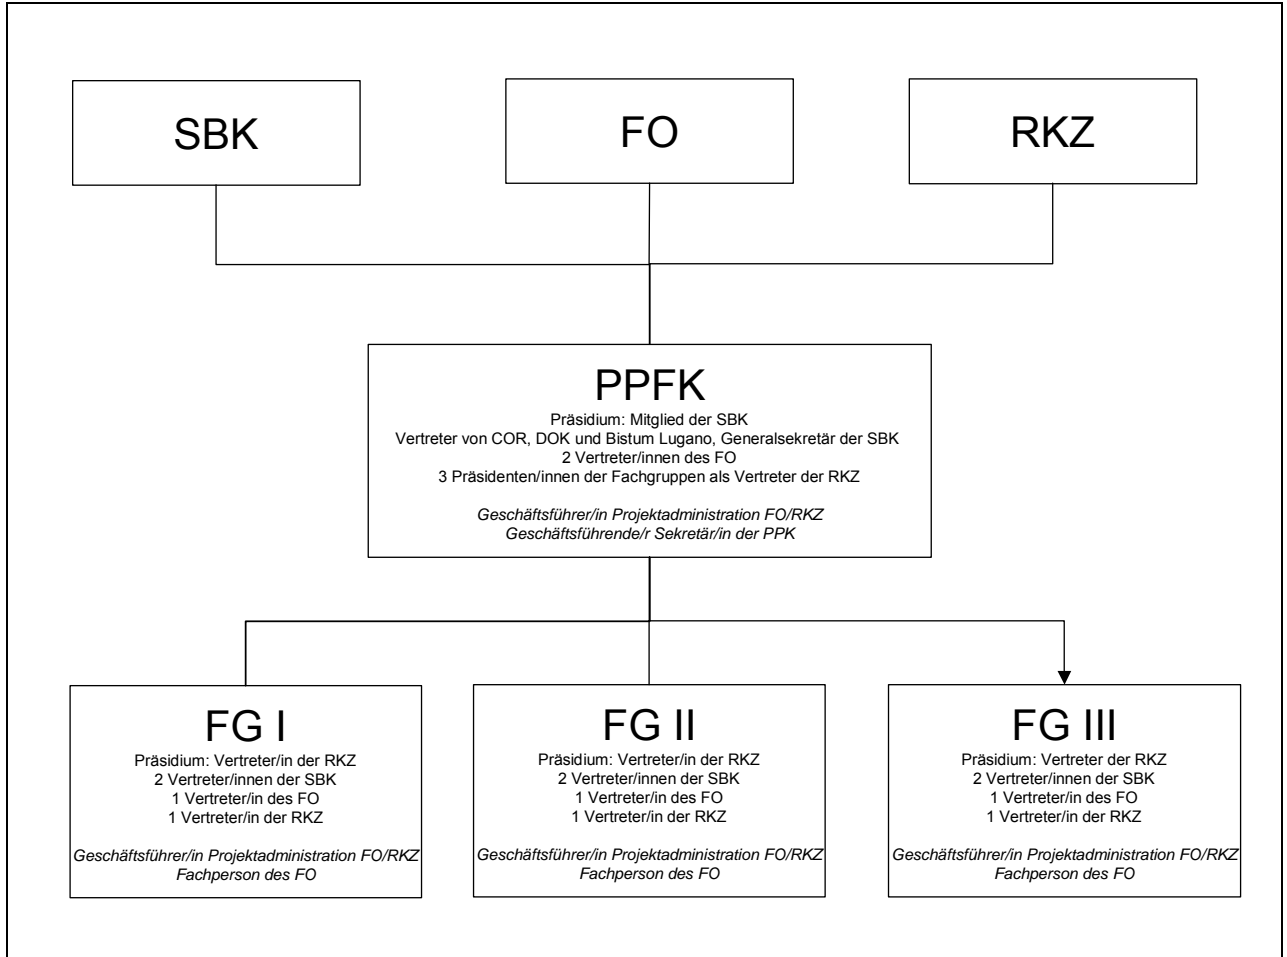 SBK
FO
RKZ
PPFK
Präsidium: Mitglied der SBK
Vertreter von COR, DOK und Bistum Lugano, Generalsekretär der SBK
2 Vertreter/innen des FO
3 Präsidenten/innen der Fachgruppen als Vertreter der RKZ
Geschäftsführer/in Projektadministration FO/RKZ
Geschäftsführende/r Sekretär/in der PPK
FG I
Präsidium: Vertreter/in der RKZ
2 Vertreter/innen der SBK
1 Vertreter/in des FO
1 Vertreter/in der RKZ
Geschäftsführer/in Projektadministration FO/RKZ
Fachperson des FO
FG II
Präsidium: Vertreter/in der RKZ
2 Vertreter/innen der SBK
1 Vertreter/in des FO
1 Vertreter/in der RKZ
Geschäftsführer/in Projektadministration FO/RKZ
Fachperson des FO
FG III
Präsidium: Vertreter der RKZ
2 Vertreter/innen der SBK
1 Vertreter/in des FO
1 Vertreter/in der RKZ
Geschäftsführer/in Projektadministration FO/RKZ
Fachperson des FO